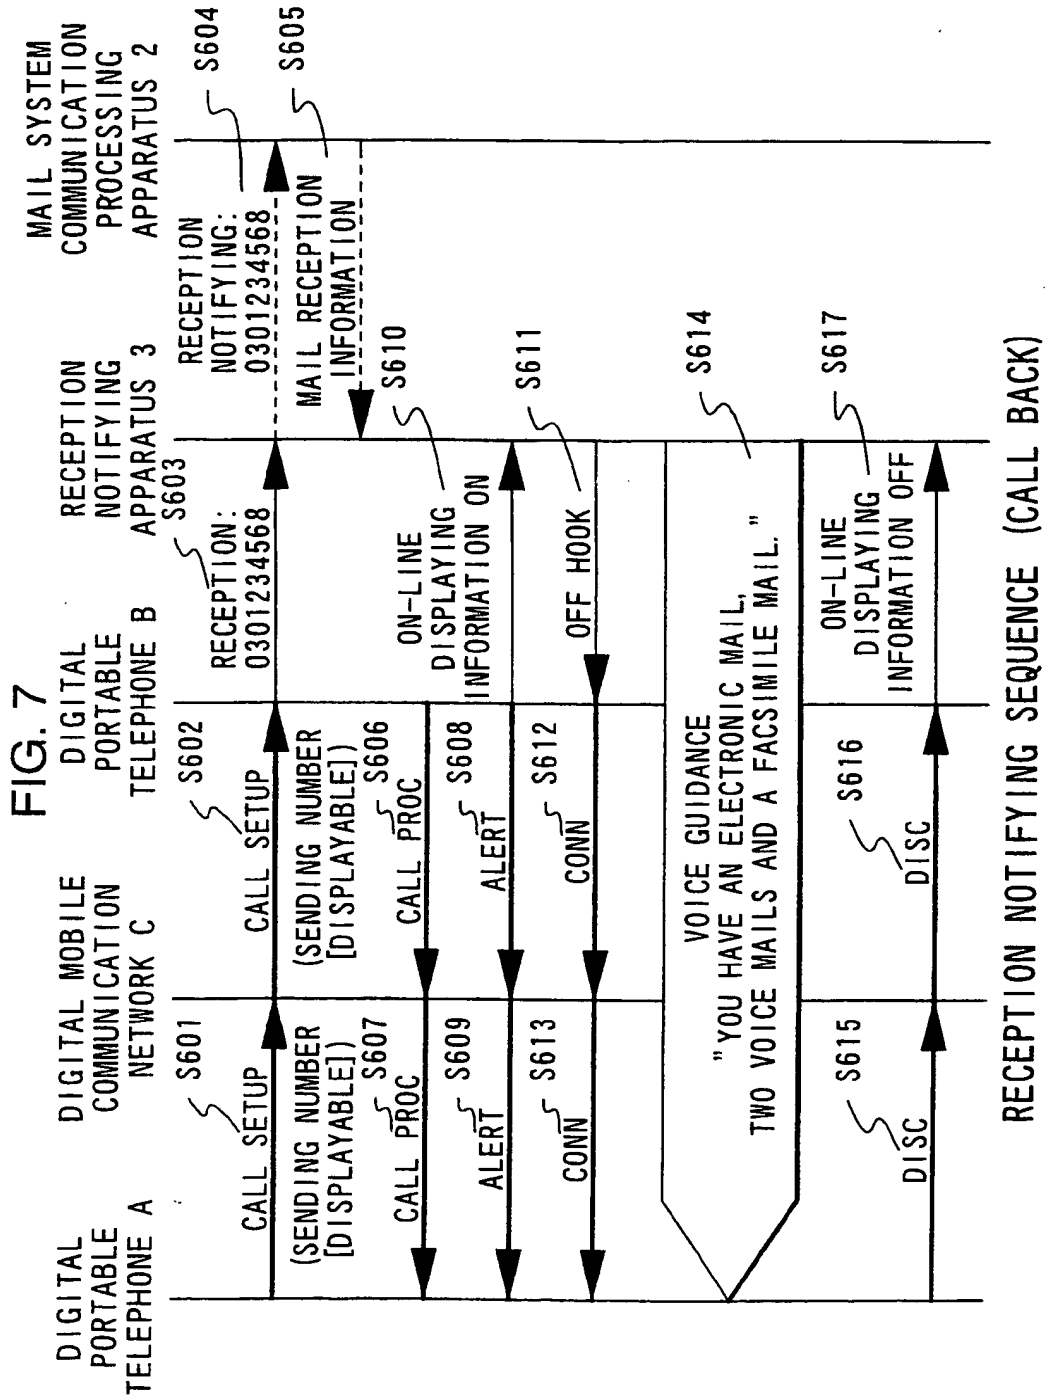 FIG. 7
DIGITAL
PORTABLE
TELEPHONE A
DIGITAL MOBILE
COMMUNICATION
NETWORK C
DIGITAL
PORTABLE
TELEPHONE B
RECEPTION
NOTIFYING
APPARATUS 3
MAIL SYSTEM
COMMUNICATION
PROCESSING
APPARATUS 2
S601
CALL SETUP
(SENDING NUMBER
[DISPLAYABLE])
S602
CALL SETUP
(SENDING NUMBER
[DISPLAYABLE])
S603
RECEPTION:
0301234568
RECEPTION
NOTIFYING:
0301234568
S604
MAIL RECEPTION
INFORMATION
S605
S607
CALL PROC
S606
CALL PROC
S609
ALERT
S608
ALERT
ON-LINE
DISPLAYING
INFORMATION ON
S610
S613
CONN
S612
CONN
OFF HOOK
S611
VOICE GUIDANCE
"YOU HAVE AN ELECTRONIC MAIL,
TWO VOICE MAILS AND A FACSIMILE MAIL."
S614
S615
DISC
S616
DISC
ON-LINE
DISPLAYING
INFORMATION OFF
S617
RECEPTION NOTIFYING SEQUENCE (CALL BACK)